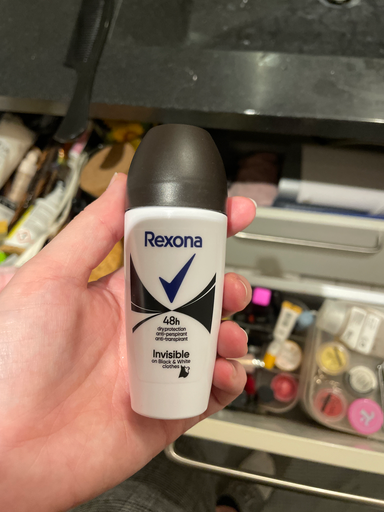 Rexona
48h
dry protection
anti-perspirant
anti-transpirant
Invisible
on Black & White
clothes